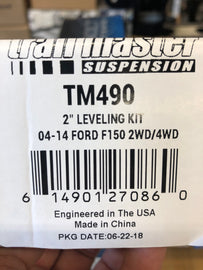 trailmaster
SUSPENSION
TM490
2" LEVELING KIT
04-14 FORD F150 2WD/4WD
6 14901 27086 0
Engineered in The USA
Made in China
PKG DATE:06-22-18